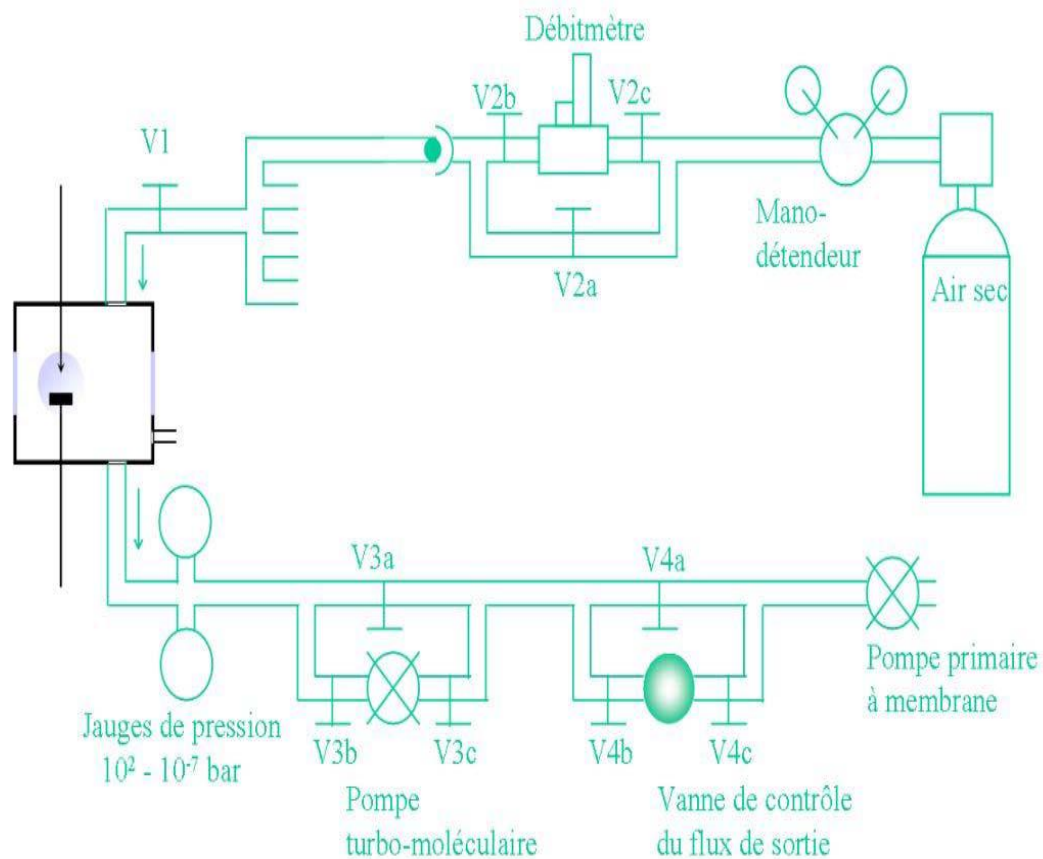 Débitmètre
V2b
V2c
V1
Mano-
détendeur
V2a
Air sec
V3a
V4a
Pompe primaire
à membrane
Jauges de pression
10² - 10⁻⁷ bar
V3b
V3c
V4b
V4c
Pompe
turbo-moléculaire
Vanne de contrôle
du flux de sortie